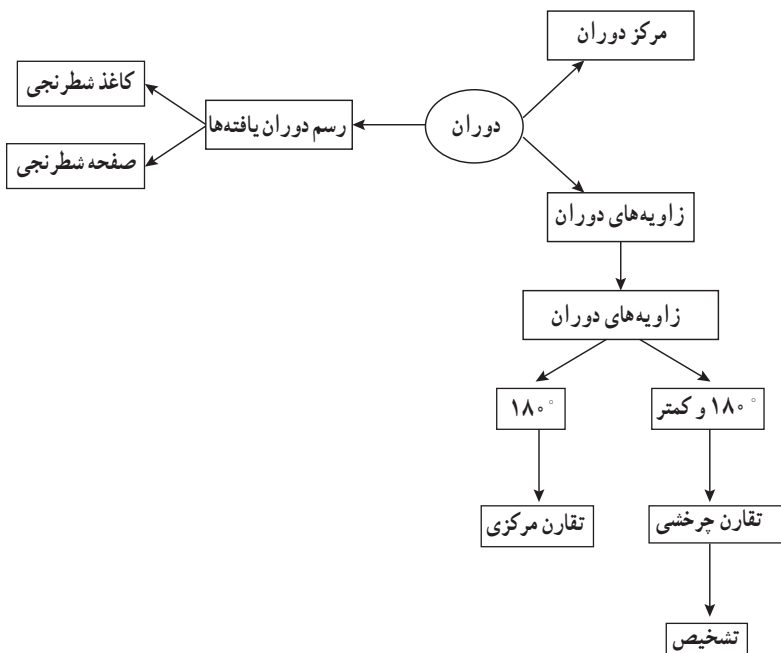 مرکز دوران
کاغذ شطرنجی
رسم دوران یافته‌ها
دوران
صفحه شطرنجی
زاویه‌های دوران
زاویه‌های دوران
۱۸۰° و کمتر
۱۸۰°
تقارن چرخشی
تقارن مرکزی
تشخیص